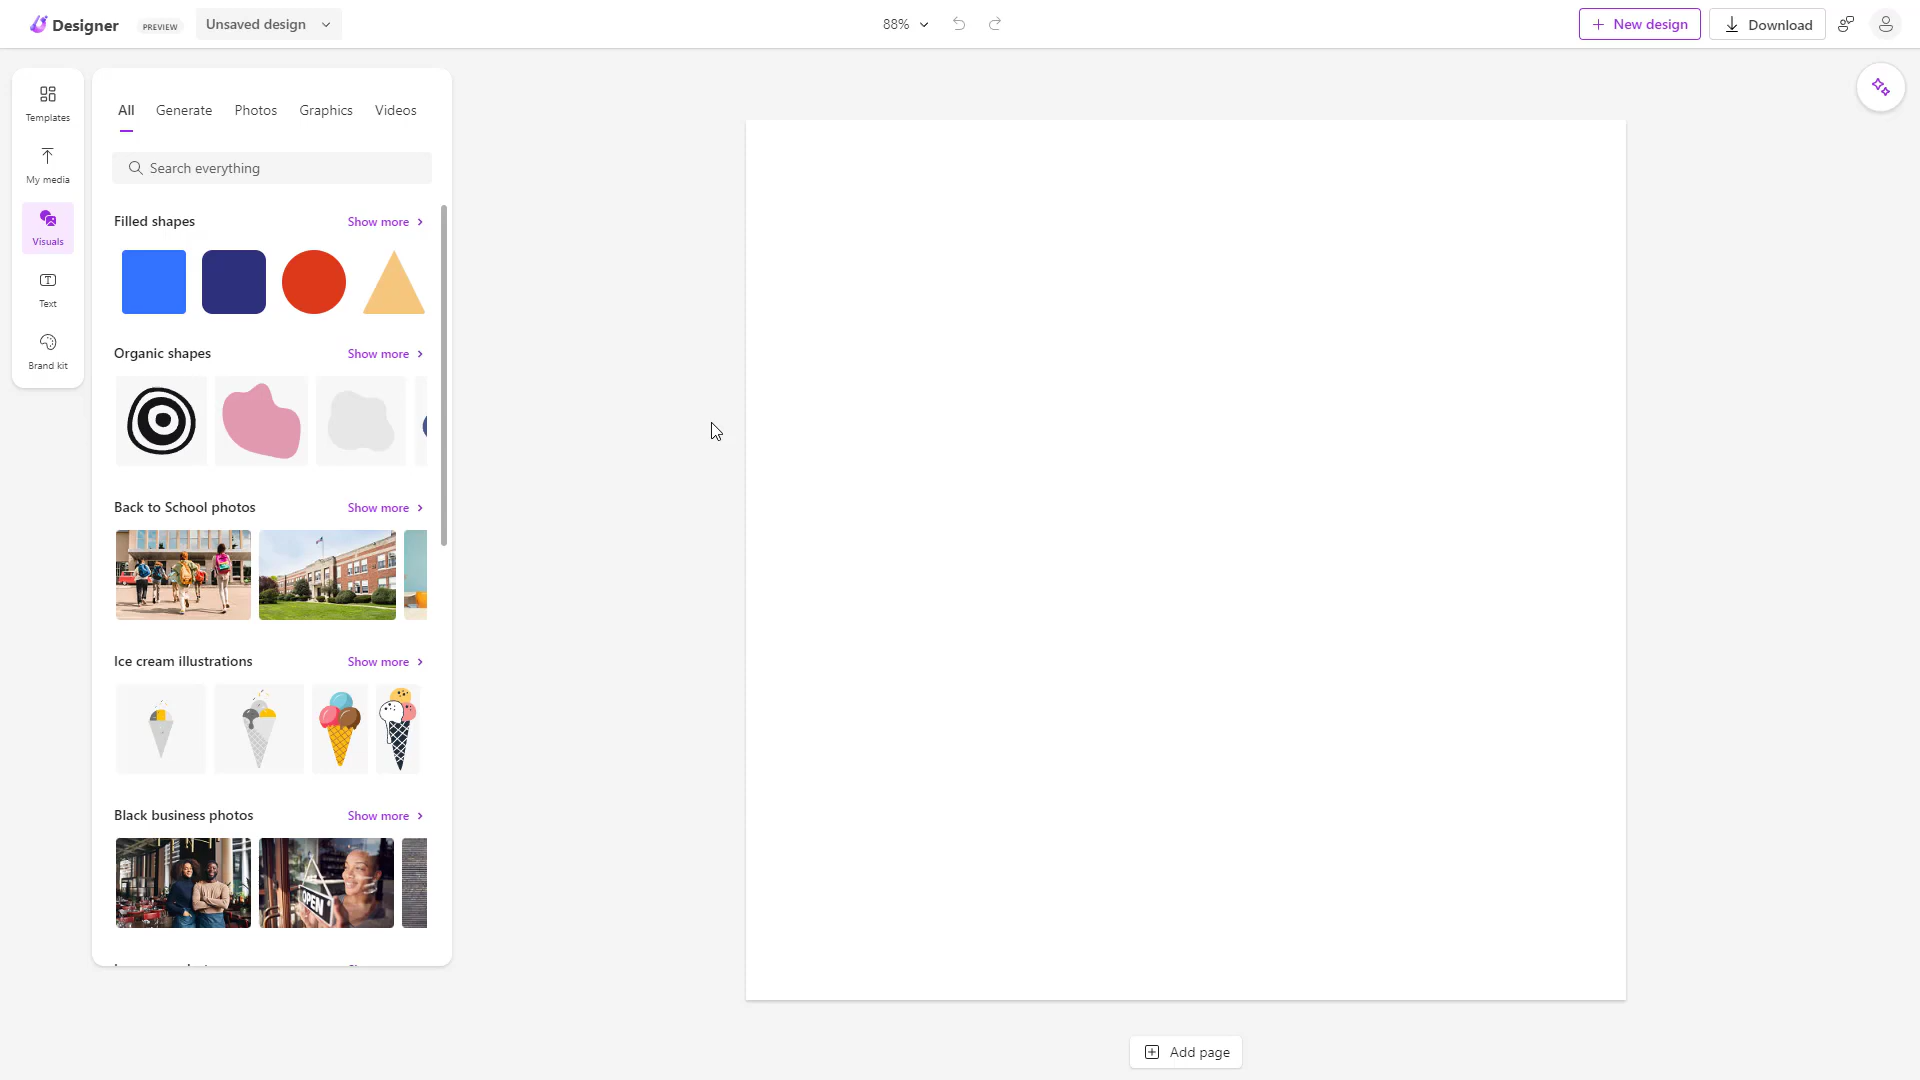 Designer
PREVIEW
Unsaved design
88%
New design
Download
Templates
My media
Visuals
Text
Brand kit
All
Generate
Photos
Graphics
Videos
Search everything
Filled shapes
Show more
Organic shapes
Show more
Back to School photos
Show more
Ice cream illustrations
Show more
Black business photos
Show more
OPEN
Add page